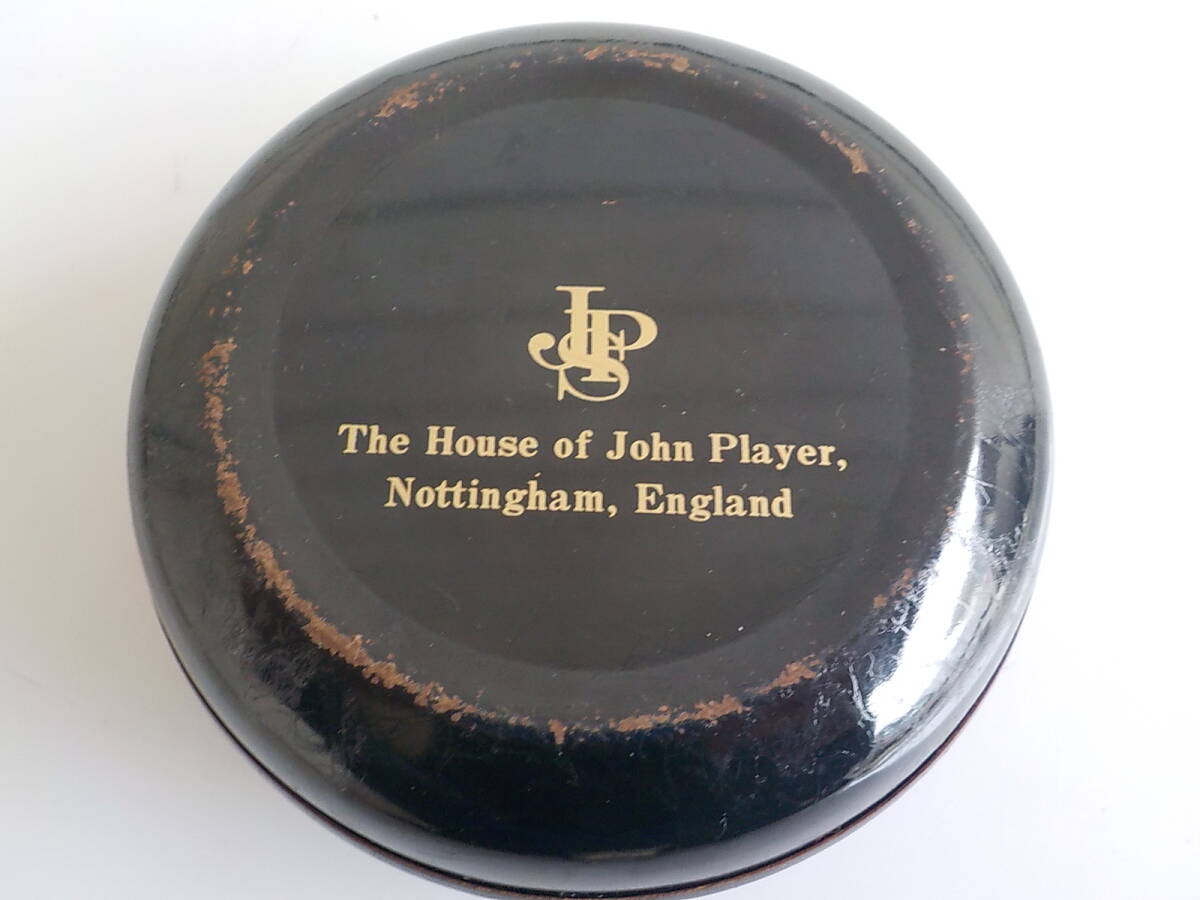 JPS
The House of John Player,
Nottingham, England